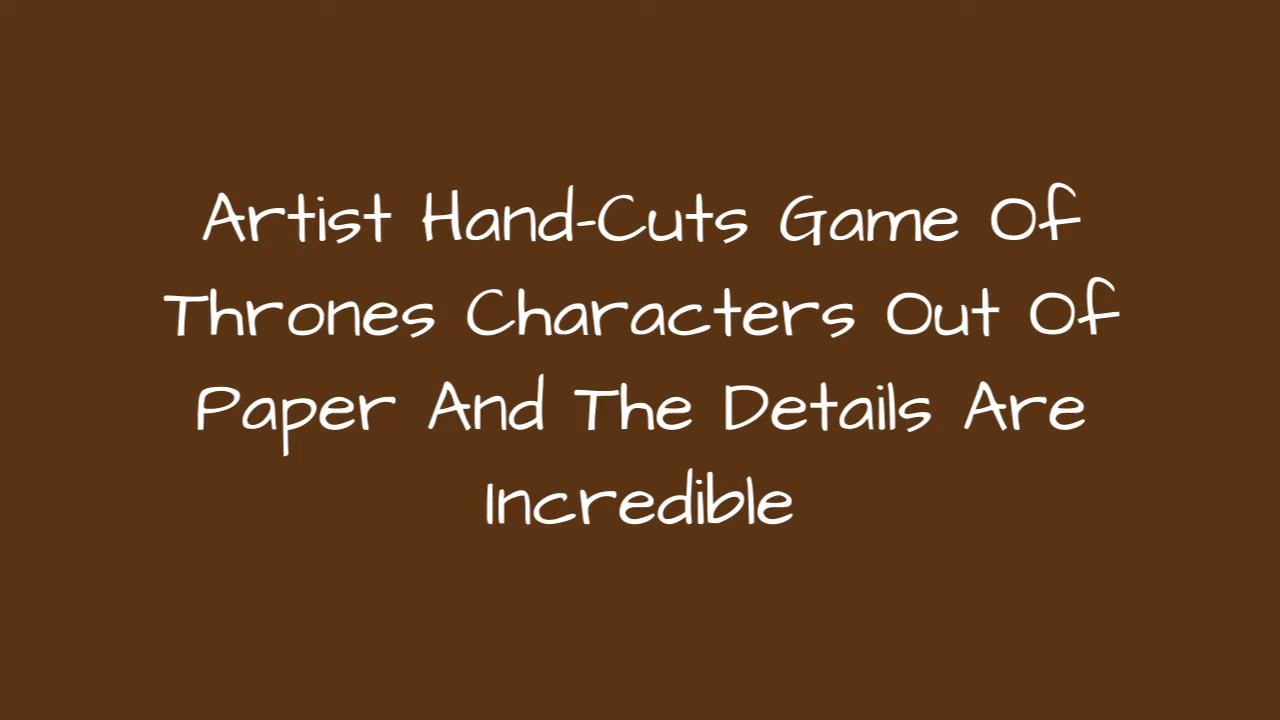 Artist Hand-Cuts Game Of
Thrones Characters Out Of
Paper And The Details Are
Incredible